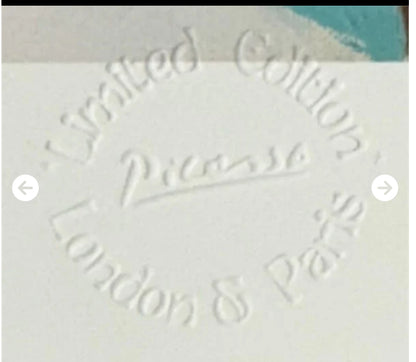 Limited Edition
Picasso
London & Paris